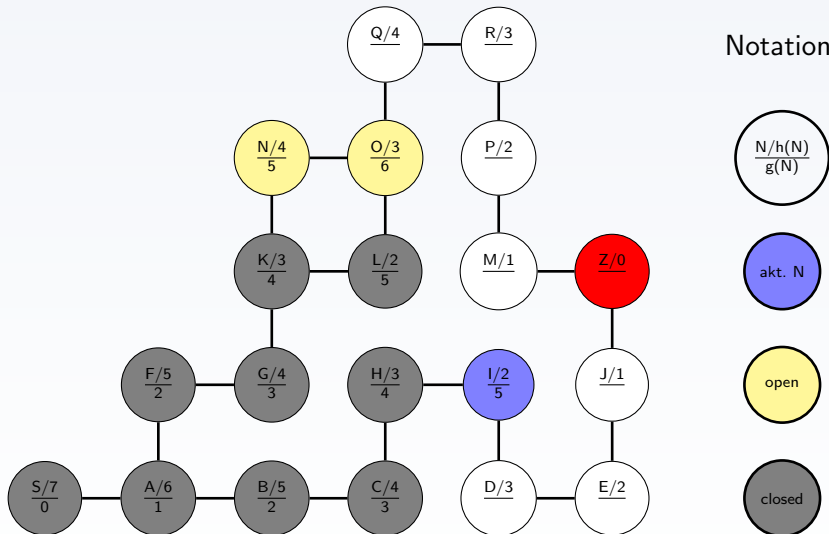 Q/4
R/3
Notation
N/4
5
O/3
6
P/2
N/h(N)
g(N)
K/3
4
L/2
5
M/1
Z/0
akt. N
F/5
2
G/4
3
H/3
4
I/2
5
J/1
open
S/7
0
A/6
1
B/5
2
C/4
3
D/3
E/2
closed